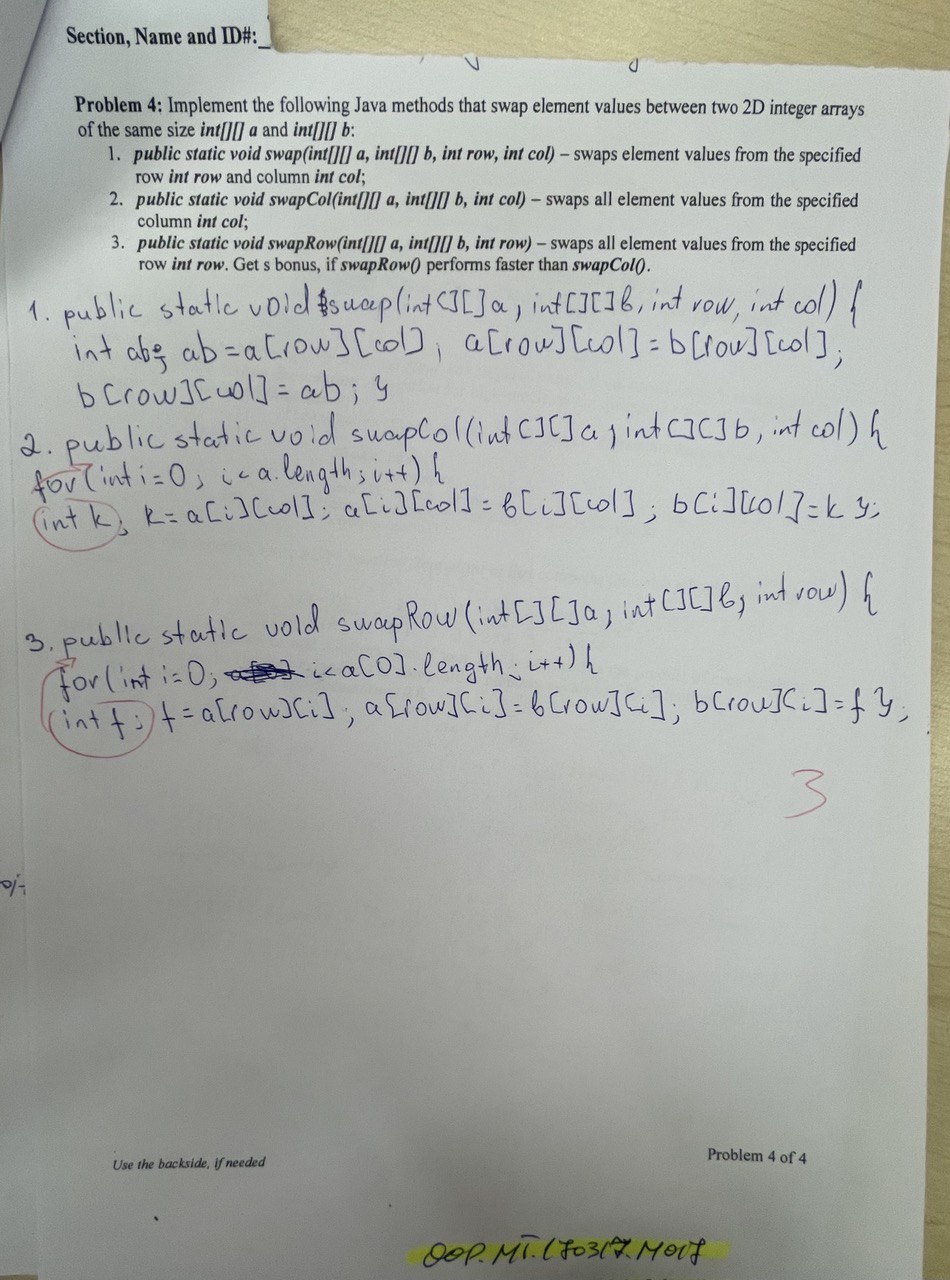 Section, Name and ID#:_
Problem 4: Implement the following Java methods that swap element values between two 2D integer arrays
of the same size int[][] a and int[][] b:
1. public static void swap(int[][] a, int[][] b, int row, int col) – swaps element values from the specified
row int row and column int col;
2. public static void swapCol(int[][] a, int[][] b, int col) – swaps all element values from the specified
column int col;
3. public static void swapRow(int[][] a, int[][] b, int row) – swaps all element values from the specified
row int row. Get s bonus, if swapRow() performs faster than swapCol().
1. public static void swap(int[][]a, int[][]b, int row, int col) {
int ab; ab=a[row][col]; a[row][col]=b[row][col];
b[row][col]=ab; }
2. public static void swapCol(int[][]a, int[][]b, int col) {
for(int i=0; i<a.length; i++){
int k; k=a[i][col]; a[i][col]=b[i][col]; b[i][col]=k };
3. public static void swapRow(int[][]a, int[][]b, int row) {
for(int i=0; i<a[0].length; i++){
int f; f=a[row][i]; a[row][i]=b[row][i]; b[row][i]=f };
3
Use the backside, if needed
Problem 4 of 4